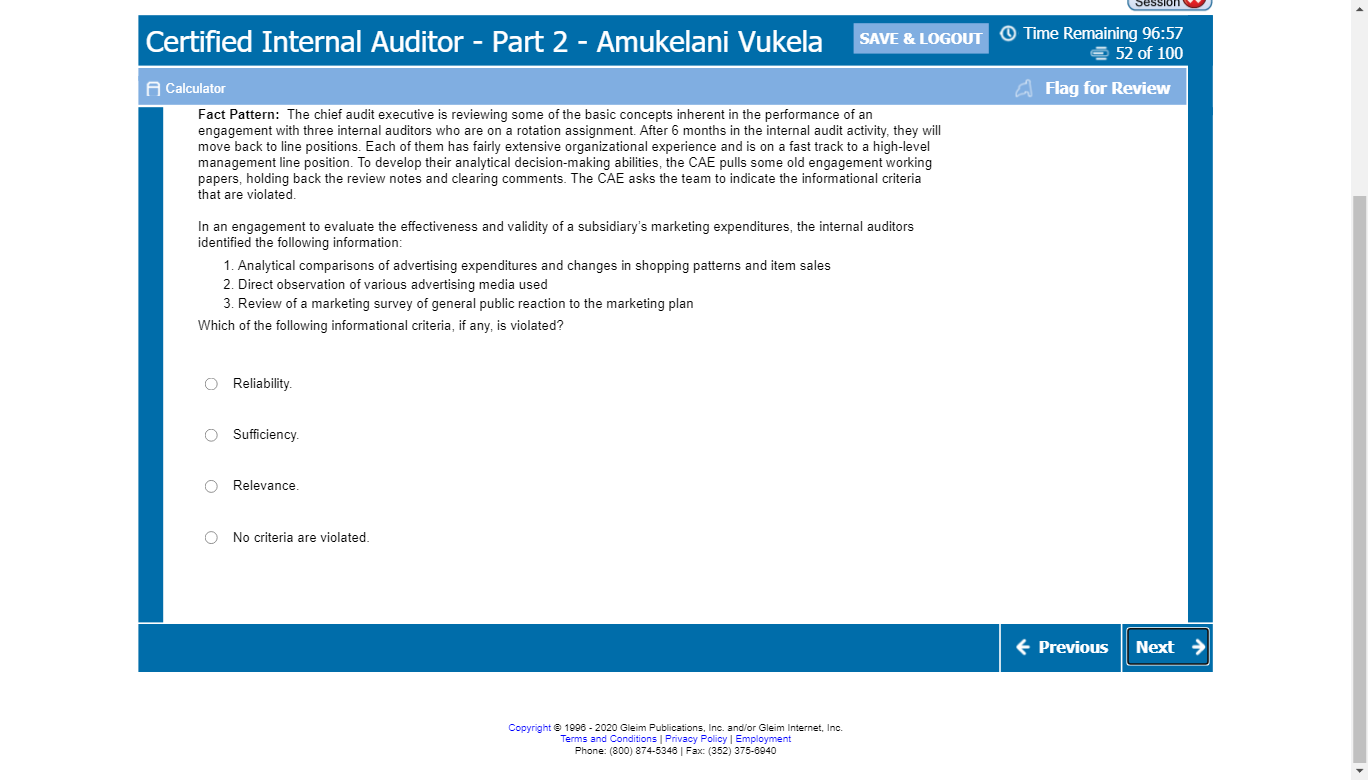 Session
Certified Internal Auditor - Part 2 - Amukelani Vukela
SAVE & LOGOUT
Time Remaining 96:57
52 of 100
Calculator
Flag for Review
Fact Pattern: The chief audit executive is reviewing some of the basic concepts inherent in the performance of an
engagement with three internal auditors who are on a rotation assignment. After 6 months in the internal audit activity, they will
move back to line positions. Each of them has fairly extensive organizational experience and is on a fast track to a high-level
management line position. To develop their analytical decision-making abilities, the CAE pulls some old engagement working
papers, holding back the review notes and clearing comments. The CAE asks the team to indicate the informational criteria
that are violated.
In an engagement to evaluate the effectiveness and validity of a subsidiary's marketing expenditures, the internal auditors
identified the following information:
1. Analytical comparisons of advertising expenditures and changes in shopping patterns and item sales
2. Direct observation of various advertising media used
3. Review of a marketing survey of general public reaction to the marketing plan
Which of the following informational criteria, if any, is violated?
Reliability.
Sufficiency.
Relevance.
No criteria are violated.
Previous
Next
Copyright © 1996 - 2020 Gleim Publications, Inc. and/or Gleim Internet, Inc.
Terms and Conditions | Privacy Policy | Employment
Phone: (800) 874-5346 | Fax: (352) 375-6940